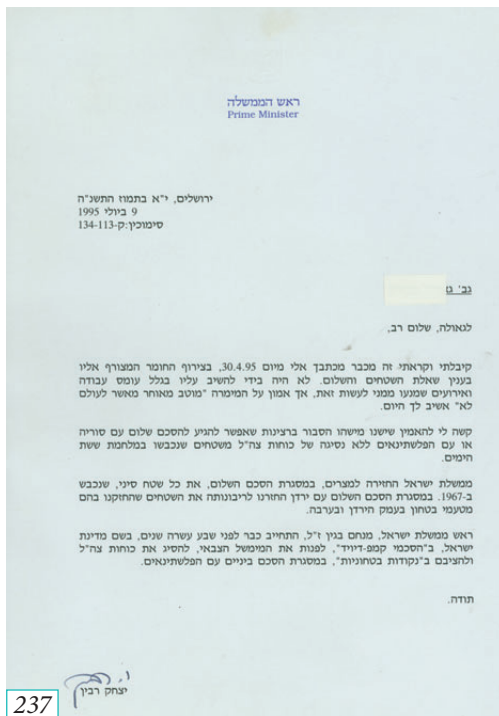 ראש הממשלה
Prime Minister
ירושלים, י"א בתמוז התשנ"ה
9 ביולי 1995
סימוכין:ק-134-113
גב'
לגאולה, שלום רב,
קיבלתי וקראתי זה מכבר מכתבך אלי מיום 30.4.95, בצירוף החומר המצורף אליו
בענין שאלת השטחים והשלום. לא היה בידי להשיב עליו בגלל עומס עבודה
ואירועים שמנעו ממני לעשות זאת, אך אמון על המימרה "מוטב מאוחר מאשר לעולם
לא" אשיב לך היום.
קשה לי להאמין שישנו מישהו הסבור ברצינות שאפשר להגיע להסכם שלום עם סוריה
או עם הפלשתינאים ללא נסיגה של כוחות צה"ל משטחים שנכבשו במלחמת ששת
הימים.
ממשלת ישראל החזירה למצרים, במסגרת הסכם השלום, את כל שטח סיני, שנכבש
ב-1967. במסגרת הסכם השלום עם ירדן החזרנו לריבונותה את השטחים שהחזקנו בהם
מטעמי בטחון בעמק הירדן ובערבה.
ראש ממשלת ישראל, מנחם בגין ז"ל, התחייב כבר לפני שבע עשרה שנים, בשם מדינת
ישראל, ב"הסכמי קמפ-דיויד", לפנות את המימשל הצבאי, להסיג את כוחות צה"ל
ולהציבם ב"נקודות בטחוניות", במסגרת הסכם ביניים עם הפלשתינאים.
תודה.
יצחק רבין
237